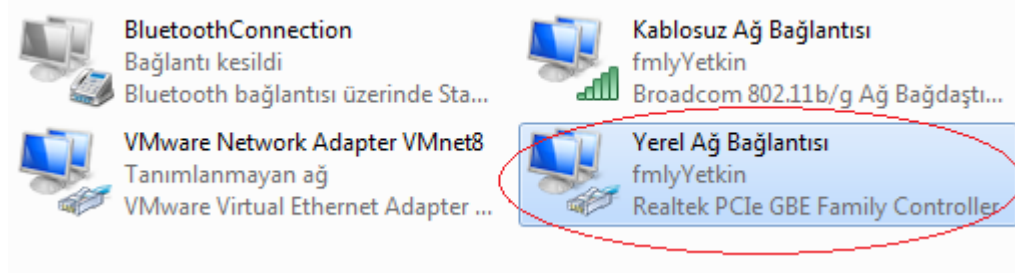 BluetoothConnection
Bağlantı kesildi
Bluetooth bağlantısı üzerinde Sta...
Kablosuz Ağ Bağlantısı
fmlyYetkin
Broadcom 802.11b/g Ağ Bağdaştı...
VMware Network Adapter VMnet8
Tanımlanmayan ağ
VMware Virtual Ethernet Adapter ...
Yerel Ağ Bağlantısı
fmlyYetkin
Realtek PCIe GBE Family Controller